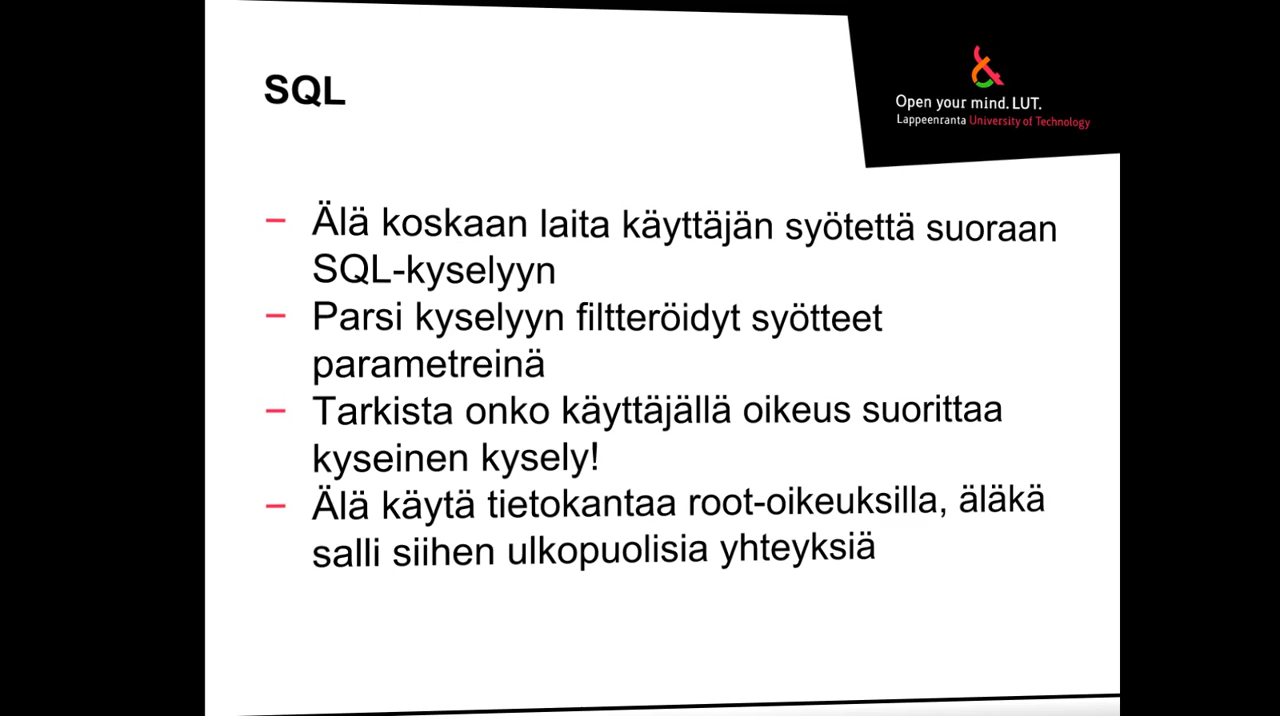 SQL
Open your mind. LUT.
Lappeenranta University of Technology
– Älä koskaan laita käyttäjän syötettä suoraan
SQL-kyselyyn
– Parsi kyselyyn filtteröidyt syötteet
parametreinä
– Tarkista onko käyttäjällä oikeus suorittaa
kyseinen kysely!
– Älä käytä tietokantaa root-oikeuksilla, äläkä
salli siihen ulkopuolisia yhteyksiä